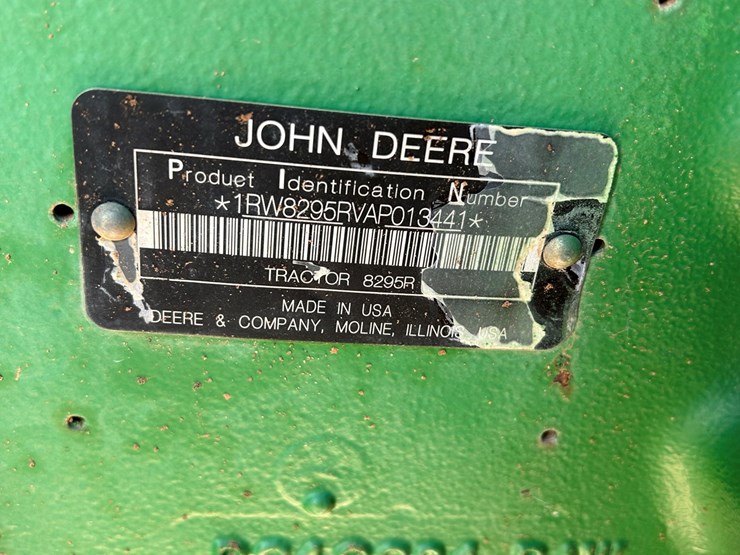 JOHN DEERE
Product Identification Number
*1RW8295RVAP013441*
TRACTOR 8295R
MADE IN USA
DEERE & COMPANY, MOLINE, ILLINOIS USA